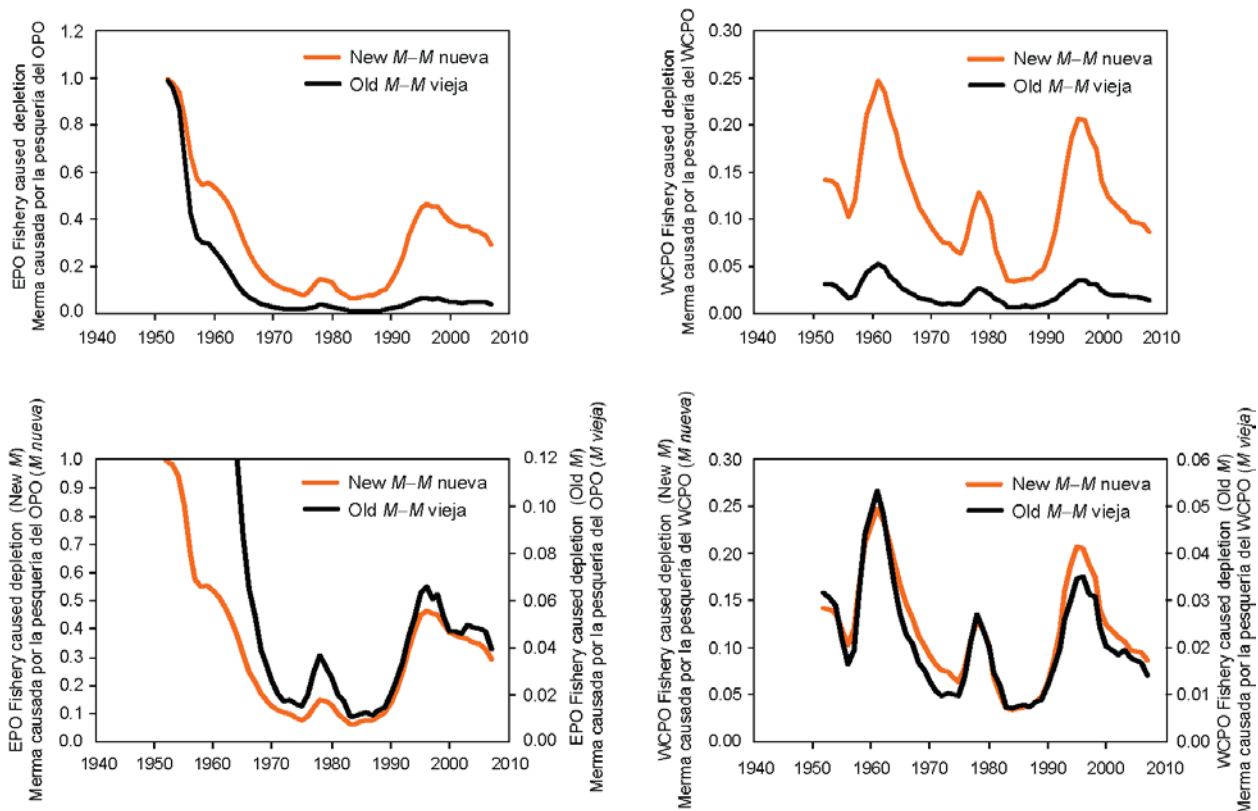 EPO Fishery caused depletion
Merma causada por la pesquería del OPO
1.2
1.0
0.8
0.6
0.4
0.2
0.0
New M–M nueva
Old M–M vieja
1940 1950 1960 1970 1980 1990 2000 2010
WCPO Fishery caused depletion
Merma causada por la pesquería del WCPO
0.30
0.25
0.20
0.15
0.10
0.05
0.00
New M–M nueva
Old M–M vieja
1940 1950 1960 1970 1980 1990 2000 2010
EPO Fishery caused depletion (New M)
Merma causada por la pesquería del OPO (M nueva)
1.0
0.9
0.8
0.7
0.6
0.5
0.4
0.3
0.2
0.1
0.0
New M–M nueva
Old M–M vieja
0.12
0.10
0.08
0.06
0.04
0.02
0.00
EPO Fishery caused depletion (Old M)
Merma causada por la pesquería del OPO (M vieja)
1940 1950 1960 1970 1980 1990 2000 2010
WCPO Fishery caused depletion (New M)
Merma causada por la pesquería del WCPO (M nueva)
0.30
0.25
0.20
0.15
0.10
0.05
0.00
New M–M nueva
Old M–M vieja
0.06
0.05
0.04
0.03
0.02
0.01
0.00
WCPO Fishery caused depletion (Old M)
Merma causada por la pesquería del WCPO (M vieja)
1940 1950 1960 1970 1980 1990 2000 2010